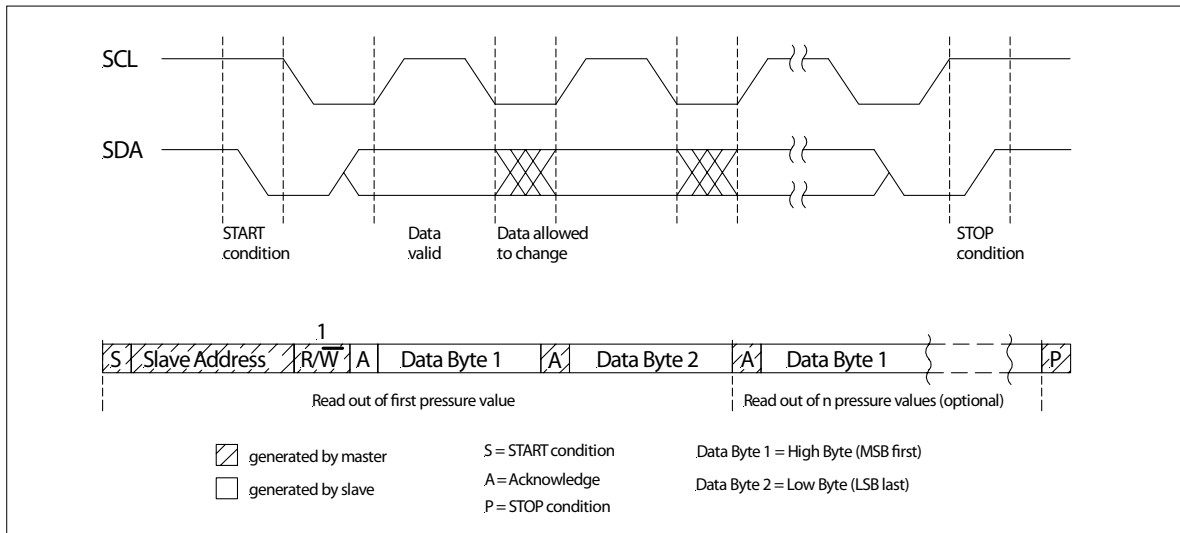 SCL
SDA
START
condition
Data
valid
Data allowed
to change
STOP
condition
1
S Slave Address R/W̅ A Data Byte 1 A Data Byte 2 A Data Byte 1 P
Read out of first pressure value
Read out of n pressure values (optional)
generated by master
generated by slave
S = START condition
A = Acknowledge
P = STOP condition
Data Byte 1 = High Byte (MSB first)
Data Byte 2 = Low Byte (LSB last)